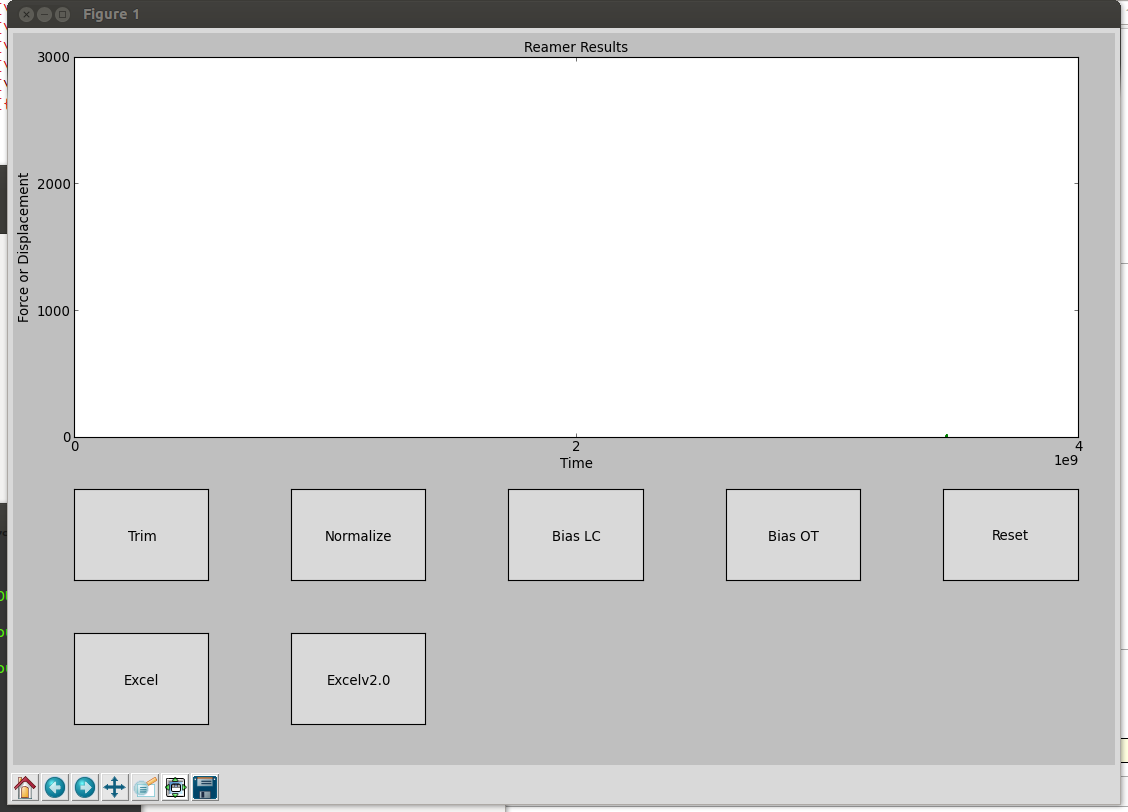 Figure 1
Reamer Results
3000
2000
1000
0
Force or Displacement
0 2 4
1e9
Time
Trim Normalize Bias LC Bias OT Reset
Excel Excelv2.0